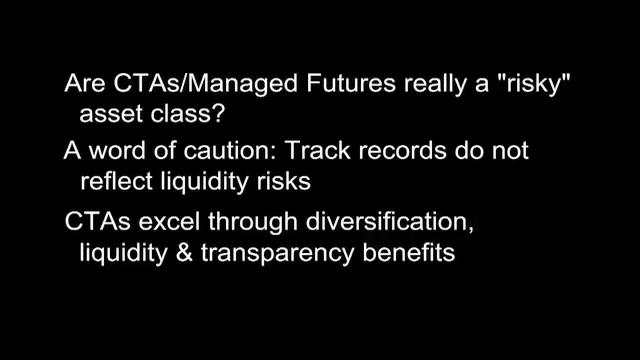 Are CTAs/Managed Futures really a "risky"
asset class?
A word of caution: Track records do not
reflect liquidity risks
CTAs excel through diversification,
liquidity & transparency benefits